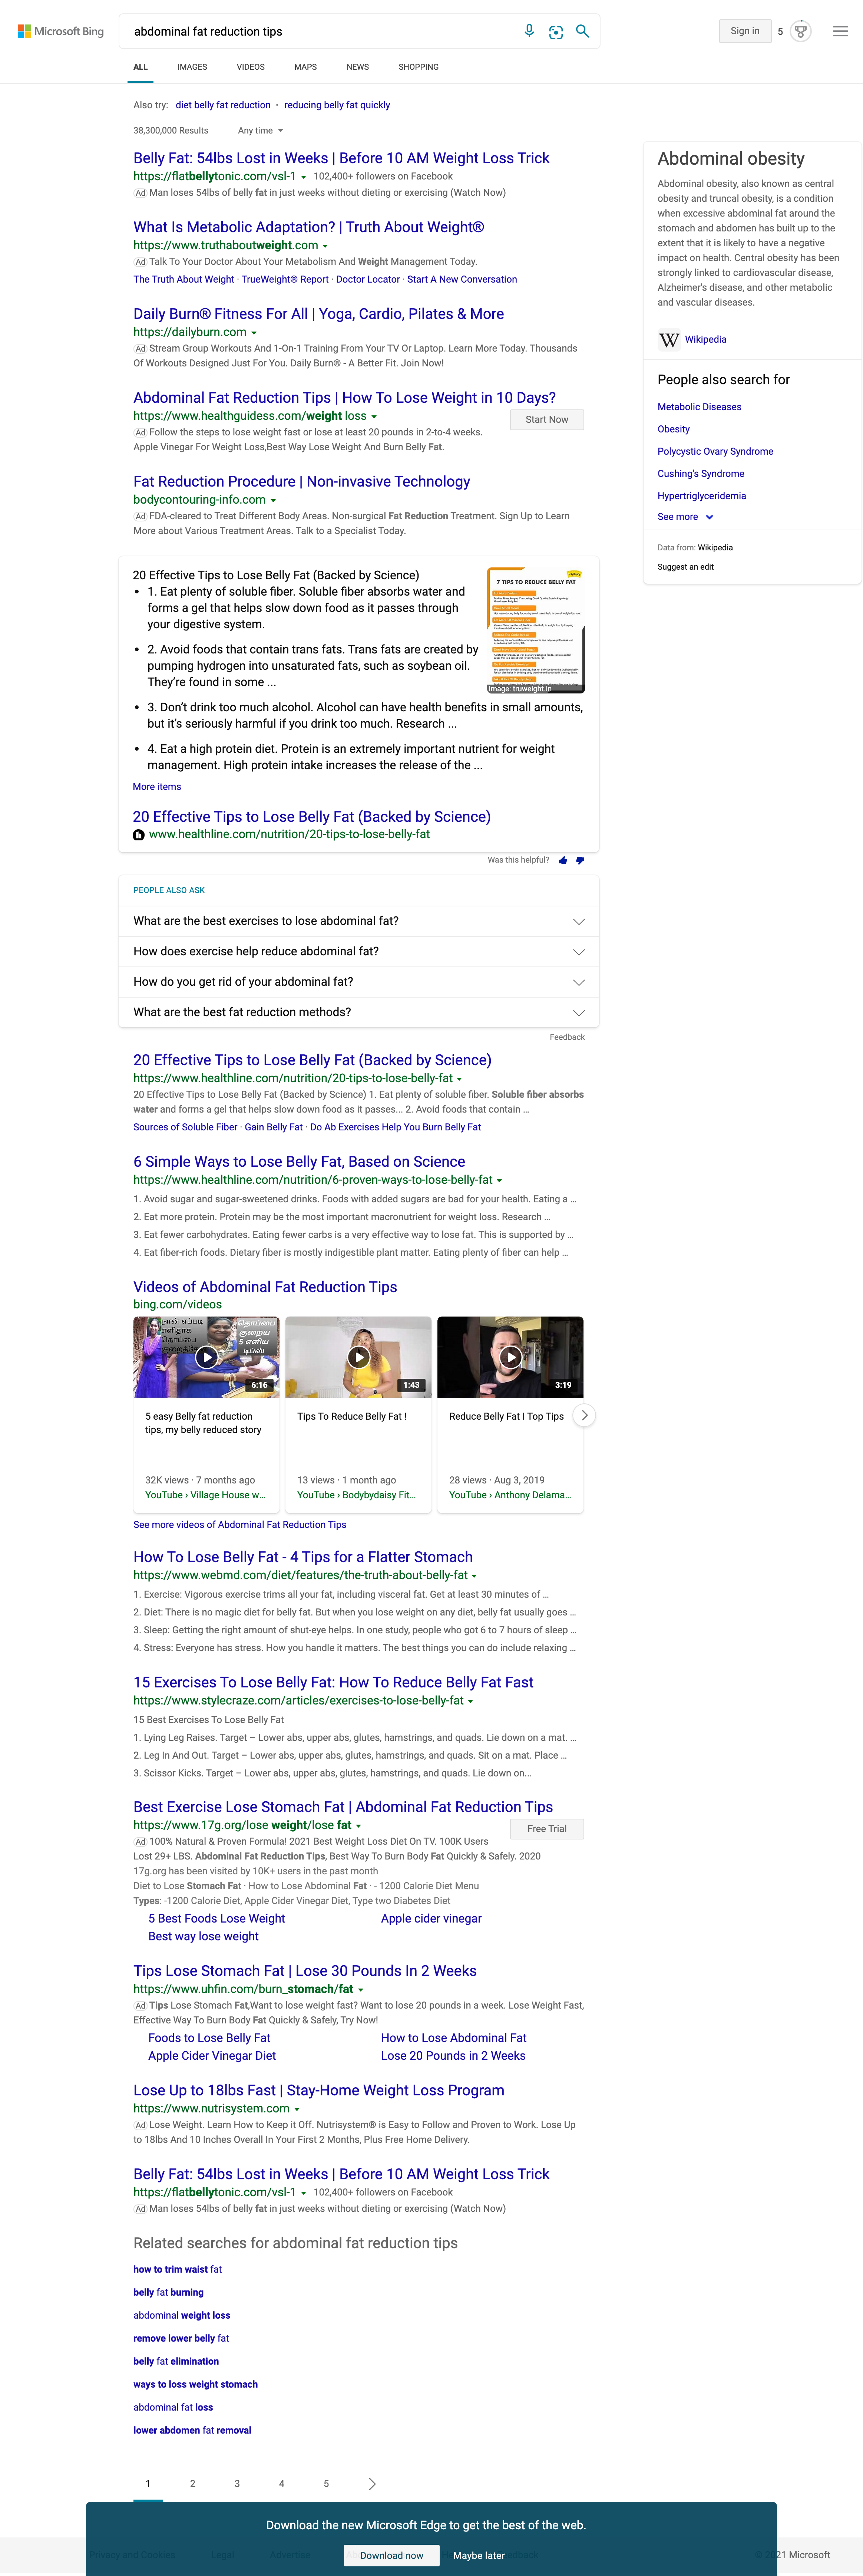 Microsoft Bing
abdominal fat reduction tips
Sign in
5
ALL
IMAGES
VIDEOS
MAPS
NEWS
SHOPPING
Also try: diet belly fat reduction · reducing belly fat quickly
38,300,000 Results
Any time
Belly Fat: 54lbs Lost in Weeks | Before 10 AM Weight Loss Trick
https://flatbellytonic.com/vsl-1 102,400+ followers on Facebook
Ad Man loses 54lbs of belly fat in just weeks without dieting or exercising (Watch Now)
What Is Metabolic Adaptation? | Truth About Weight®
https://www.truthaboutweight.com
Ad Talk To Your Doctor About Your Metabolism And Weight Management Today.
The Truth About Weight · TrueWeight® Report · Doctor Locator · Start A New Conversation
Daily Burn® Fitness For All | Yoga, Cardio, Pilates & More
https://dailyburn.com
Ad Stream Group Workouts And 1-On-1 Training From Your TV Or Laptop. Learn More Today. Thousands
Of Workouts Designed Just For You. Daily Burn® - A Better Fit. Join Now!
Abdominal Fat Reduction Tips | How To Lose Weight in 10 Days?
https://www.healthguidess.com/weight loss
Start Now
Ad Follow the steps to lose weight fast or lose at least 20 pounds in 2-to-4 weeks.
Apple Vinegar For Weight Loss,Best Way Lose Weight And Burn Belly Fat.
Fat Reduction Procedure | Non-invasive Technology
bodycontouring-info.com
Ad FDA-cleared to Treat Different Body Areas. Non-surgical Fat Reduction Treatment. Sign Up to Learn
More about Various Treatment Areas. Talk to a Specialist Today.
20 Effective Tips to Lose Belly Fat (Backed by Science)
• 1. Eat plenty of soluble fiber. Soluble fiber absorbs water and
forms a gel that helps slow down food as it passes through
your digestive system.
• 2. Avoid foods that contain trans fats. Trans fats are created by
pumping hydrogen into unsaturated fats, such as soybean oil.
They're found in some ...
7 TIPS TO REDUCE BELLY FAT
Image: truweight.in
• 3. Don't drink too much alcohol. Alcohol can have health benefits in small amounts,
but it's seriously harmful if you drink too much. Research ...
• 4. Eat a high protein diet. Protein is an extremely important nutrient for weight
management. High protein intake increases the release of the ...
More items
20 Effective Tips to Lose Belly Fat (Backed by Science)
www.healthline.com/nutrition/20-tips-to-lose-belly-fat
Was this helpful?
PEOPLE ALSO ASK
What are the best exercises to lose abdominal fat?
How does exercise help reduce abdominal fat?
How do you get rid of your abdominal fat?
What are the best fat reduction methods?
Feedback
20 Effective Tips to Lose Belly Fat (Backed by Science)
https://www.healthline.com/nutrition/20-tips-to-lose-belly-fat
20 Effective Tips to Lose Belly Fat (Backed by Science) 1. Eat plenty of soluble fiber. Soluble fiber absorbs
water and forms a gel that helps slow down food as it passes... 2. Avoid foods that contain ...
Sources of Soluble Fiber · Gain Belly Fat · Do Ab Exercises Help You Burn Belly Fat
6 Simple Ways to Lose Belly Fat, Based on Science
https://www.healthline.com/nutrition/6-proven-ways-to-lose-belly-fat
1. Avoid sugar and sugar-sweetened drinks. Foods with added sugars are bad for your health. Eating a ...
2. Eat more protein. Protein may be the most important macronutrient for weight loss. Research ...
3. Eat fewer carbohydrates. Eating fewer carbs is a very effective way to lose fat. This is supported by ...
4. Eat fiber-rich foods. Dietary fiber is mostly indigestible plant matter. Eating plenty of fiber can help ...
Videos of Abdominal Fat Reduction Tips
bing.com/videos
நான் எப்படி
எளிதாக
தொப்பை
தொப்பை
குறைய
5 எளிய
டிப்ஸ்
6:16
1:43
3:19
5 easy Belly fat reduction
tips, my belly reduced story
32K views · 7 months ago
YouTube › Village House w...
Tips To Reduce Belly Fat !
13 views · 1 month ago
YouTube › Bodybydaisy Fit...
Reduce Belly Fat I Top Tips
28 views · Aug 3, 2019
YouTube › Anthony Delama...
See more videos of Abdominal Fat Reduction Tips
How To Lose Belly Fat - 4 Tips for a Flatter Stomach
https://www.webmd.com/diet/features/the-truth-about-belly-fat
1. Exercise: Vigorous exercise trims all your fat, including visceral fat. Get at least 30 minutes of ...
2. Diet: There is no magic diet for belly fat. But when you lose weight on any diet, belly fat usually goes ...
3. Sleep: Getting the right amount of shut-eye helps. In one study, people who got 6 to 7 hours of sleep ...
4. Stress: Everyone has stress. How you handle it matters. The best things you can do include relaxing ...
15 Exercises To Lose Belly Fat: How To Reduce Belly Fat Fast
https://www.stylecraze.com/articles/exercises-to-lose-belly-fat
15 Best Exercises To Lose Belly Fat
1. Lying Leg Raises. Target – Lower abs, upper abs, glutes, hamstrings, and quads. Lie down on a mat. ...
2. Leg In And Out. Target – Lower abs, upper abs, glutes, hamstrings, and quads. Sit on a mat. Place ...
3. Scissor Kicks. Target – Lower abs, upper abs, glutes, hamstrings, and quads. Lie down on...
Best Exercise Lose Stomach Fat | Abdominal Fat Reduction Tips
https://www.17g.org/lose weight/lose fat
Free Trial
Ad 100% Natural & Proven Formula! 2021 Best Weight Loss Diet On TV. 100K Users
Lost 29+ LBS. Abdominal Fat Reduction Tips, Best Way To Burn Body Fat Quickly & Safely. 2020
17g.org has been visited by 10K+ users in the past month
Diet to Lose Stomach Fat · How to Lose Abdominal Fat · - 1200 Calorie Diet Menu
Types: -1200 Calorie Diet, Apple Cider Vinegar Diet, Type two Diabetes Diet
5 Best Foods Lose Weight
Apple cider vinegar
Best way lose weight
Tips Lose Stomach Fat | Lose 30 Pounds In 2 Weeks
https://www.uhfin.com/burn_stomach/fat
Ad Tips Lose Stomach Fat,Want to lose weight fast? Want to lose 20 pounds in a week. Lose Weight Fast,
Effective Way To Burn Body Fat Quickly & Safely, Try Now!
Foods to Lose Belly Fat
How to Lose Abdominal Fat
Apple Cider Vinegar Diet
Lose 20 Pounds in 2 Weeks
Lose Up to 18lbs Fast | Stay-Home Weight Loss Program
https://www.nutrisystem.com
Ad Lose Weight. Learn How to Keep it Off. Nutrisystem® is Easy to Follow and Proven to Work. Lose Up
to 18lbs And 10 Inches Overall In Your First 2 Months, Plus Free Home Delivery.
Belly Fat: 54lbs Lost in Weeks | Before 10 AM Weight Loss Trick
https://flatbellytonic.com/vsl-1 102,400+ followers on Facebook
Ad Man loses 54lbs of belly fat in just weeks without dieting or exercising (Watch Now)
Related searches for abdominal fat reduction tips
how to trim waist fat
belly fat burning
abdominal weight loss
remove lower belly fat
belly fat elimination
ways to loss weight stomach
abdominal fat loss
lower abdomen fat removal
1 2 3 4 5
Abdominal obesity
Abdominal obesity, also known as central
obesity and truncal obesity, is a condition
when excessive abdominal fat around the
stomach and abdomen has built up to the
extent that it is likely to have a negative
impact on health. Central obesity has been
strongly linked to cardiovascular disease,
Alzheimer's disease, and other metabolic
and vascular diseases.
W Wikipedia
People also search for
Metabolic Diseases
Obesity
Polycystic Ovary Syndrome
Cushing's Syndrome
Hypertriglyceridemia
See more
Data from: Wikipedia
Suggest an edit
Download the new Microsoft Edge to get the best of the web.
Download now
Maybe later
Privacy and Cookies
Legal
Advertise
21 Microsoft